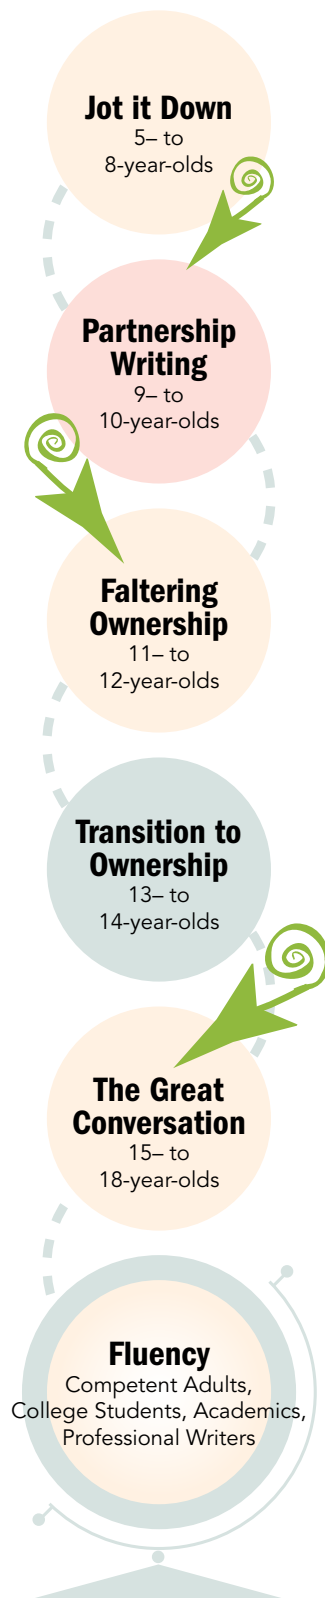 Jot it Down
5– to
8-year-olds
Partnership
Writing
9– to
10-year-olds
Faltering
Ownership
11– to
12-year-olds
Transition to
Ownership
13– to
14-year-olds
The Great
Conversation
15– to
18-year-olds
Fluency
Competent Adults,
College Students, Academics,
Professional Writers